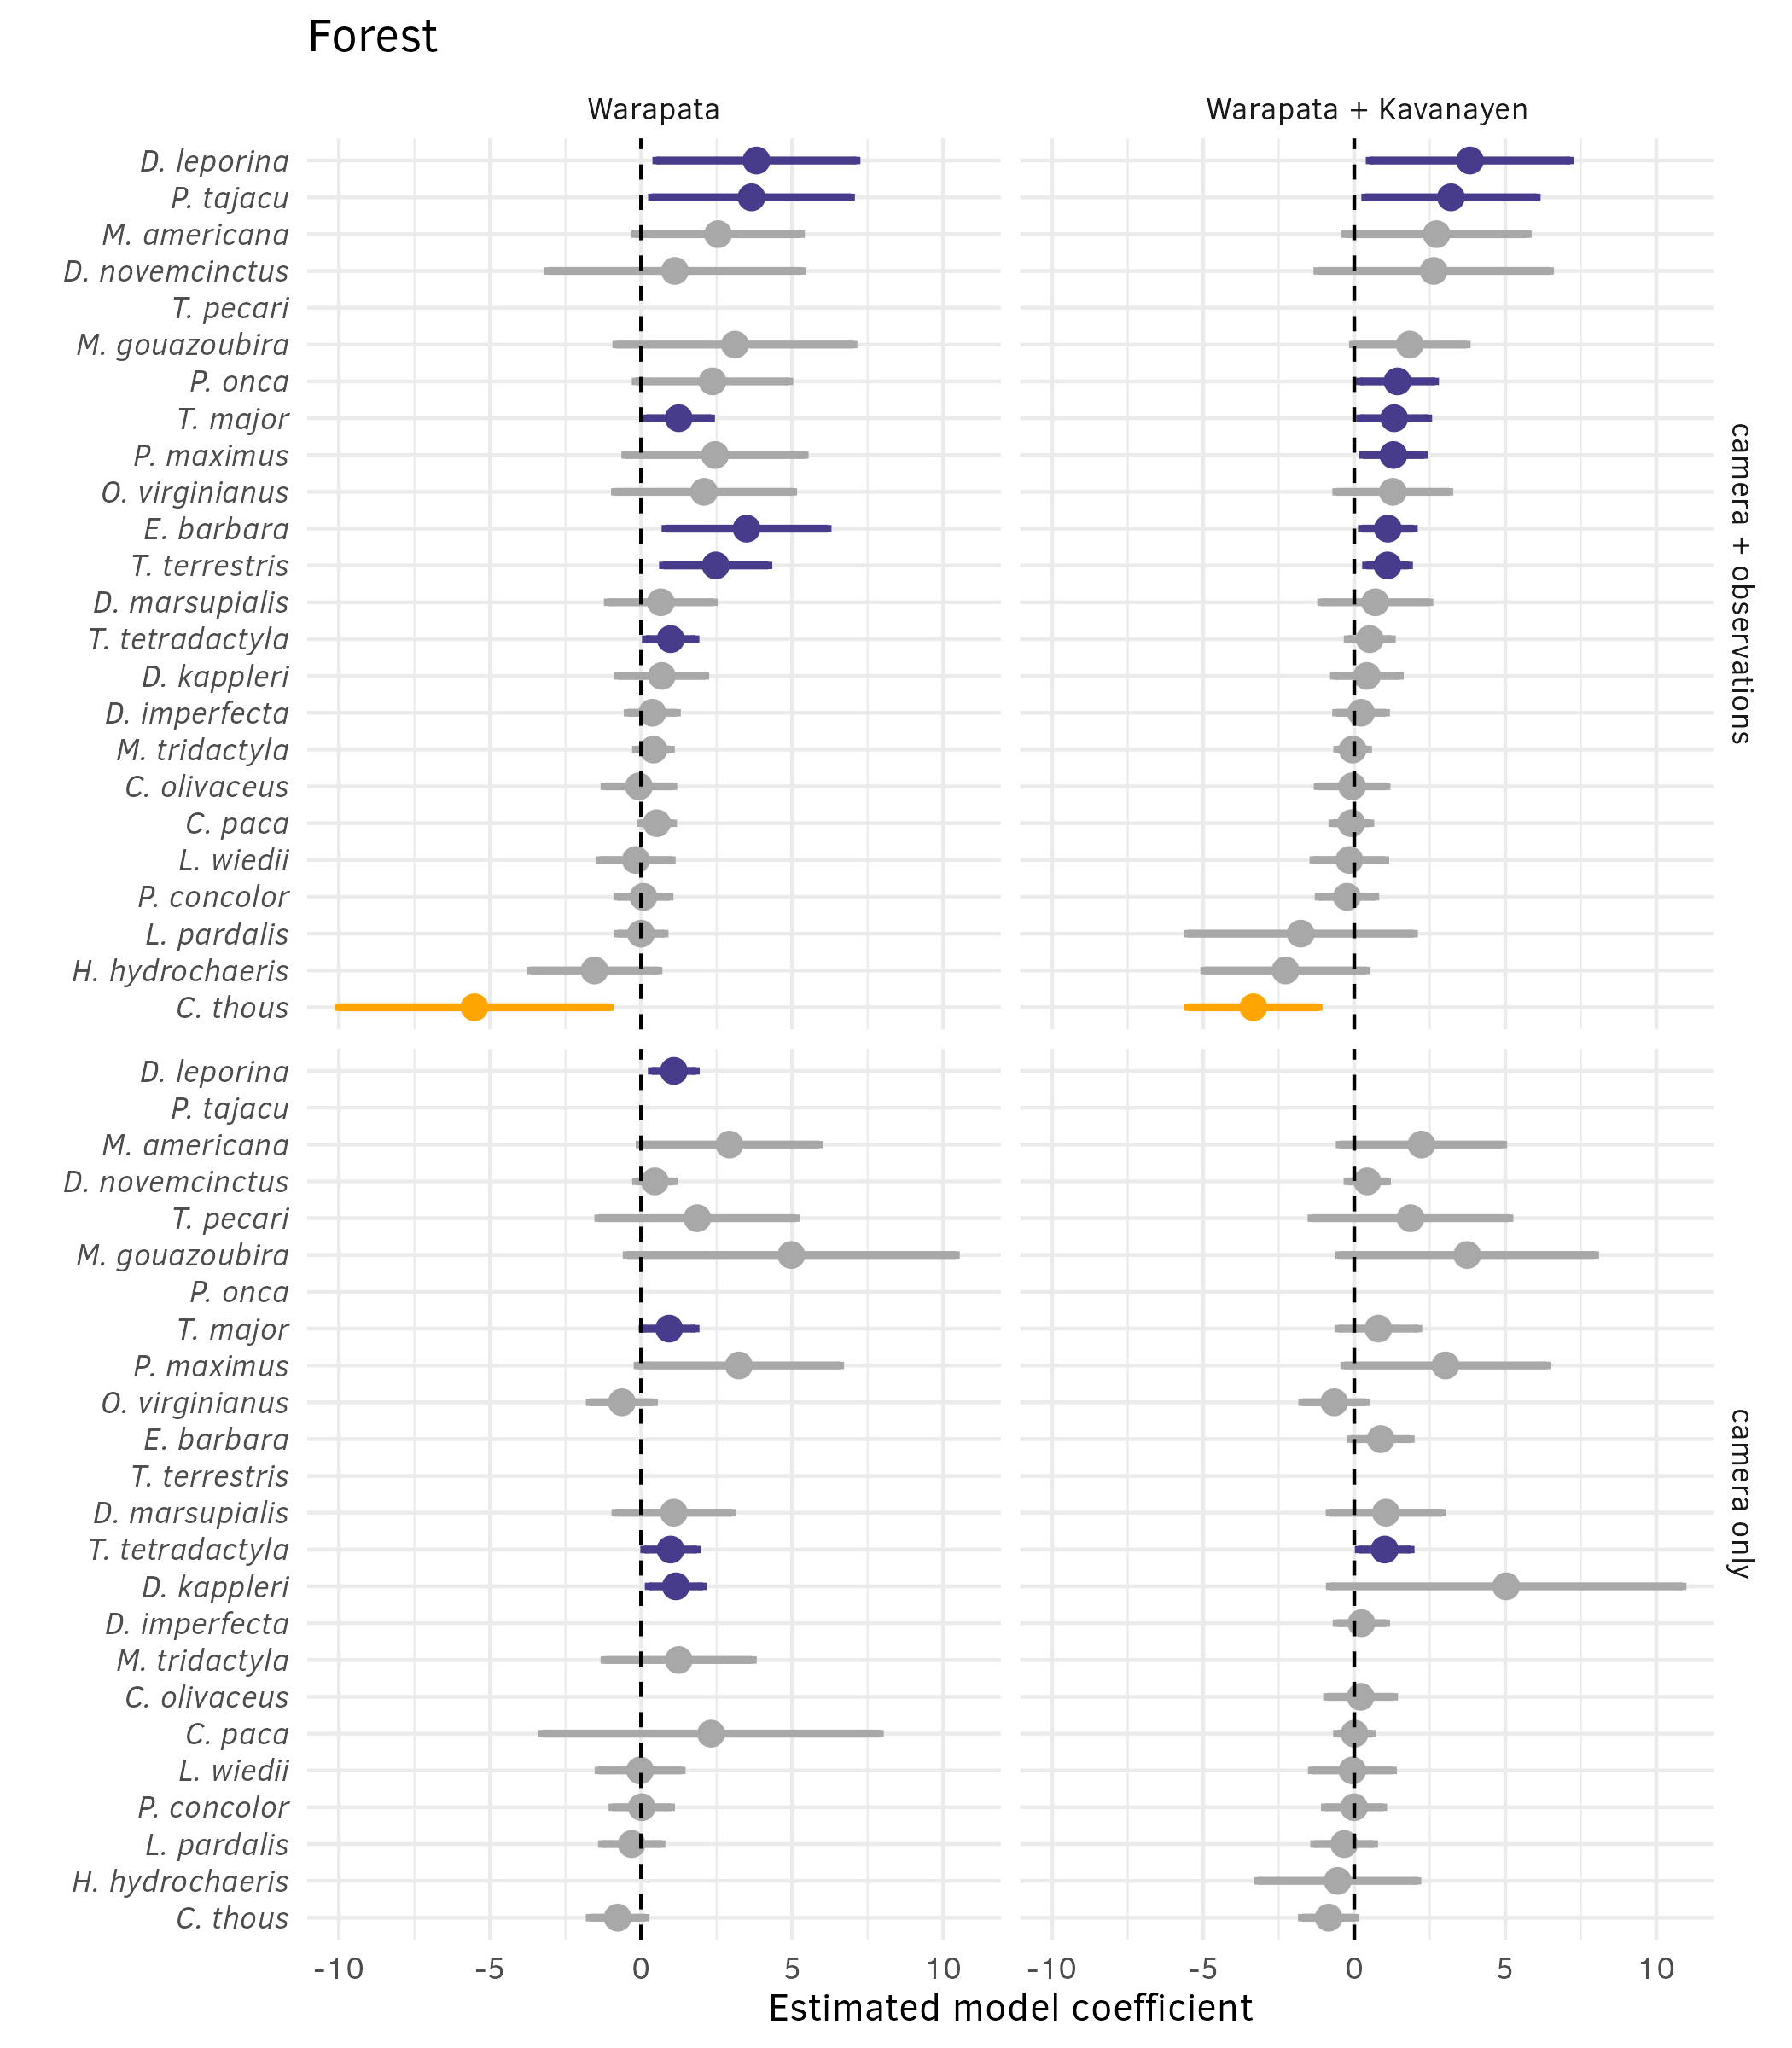 Forest
Warapata
Warapata + Kavanayen
D. leporina
P. tajacu
M. americana
D. novemcinctus
T. pecari
M. gouazoubira
P. onca
T. major
P. maximus
O. virginianus
E. barbara
T. terrestris
D. marsupialis
T. tetradactyla
D. kappleri
D. imperfecta
M. tridactyla
C. olivaceus
C. paca
L. wiedii
P. concolor
L. pardalis
H. hydrochaeris
C. thous
camera + observations
D. leporina
P. tajacu
M. americana
D. novemcinctus
T. pecari
M. gouazoubira
P. onca
T. major
P. maximus
O. virginianus
E. barbara
T. terrestris
D. marsupialis
T. tetradactyla
D. kappleri
D. imperfecta
M. tridactyla
C. olivaceus
C. paca
L. wiedii
P. concolor
L. pardalis
H. hydrochaeris
C. thous
camera only
-10 -5 0 5 10
-10 -5 0 5 10
Estimated model coefficient